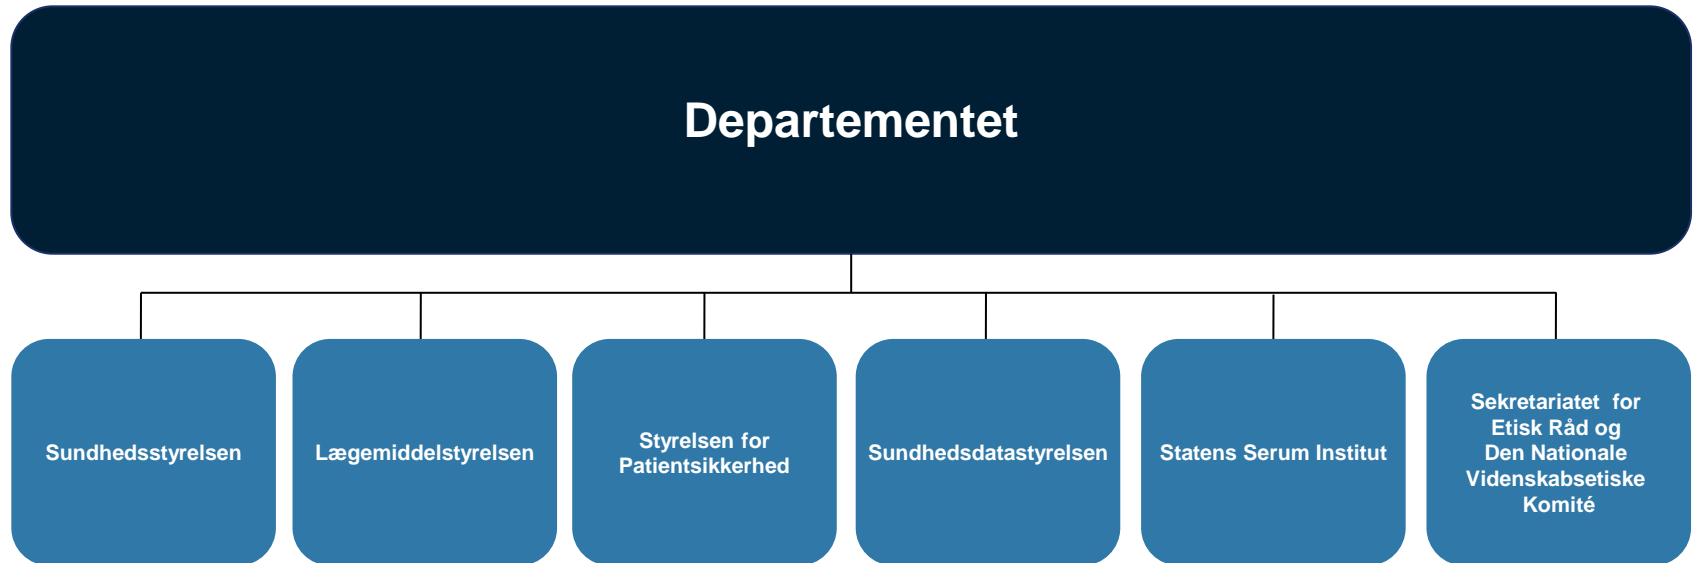 Departementet
Sundhedsstyrelsen
Lægemiddelstyrelsen
Styrelsen for
Patientsikkerhed
Sundhedsdatastyrelsen
Statens Serum Institut
Sekretariatet for
Etisk Råd og
Den Nationale
Videnskabsetiske
Komité